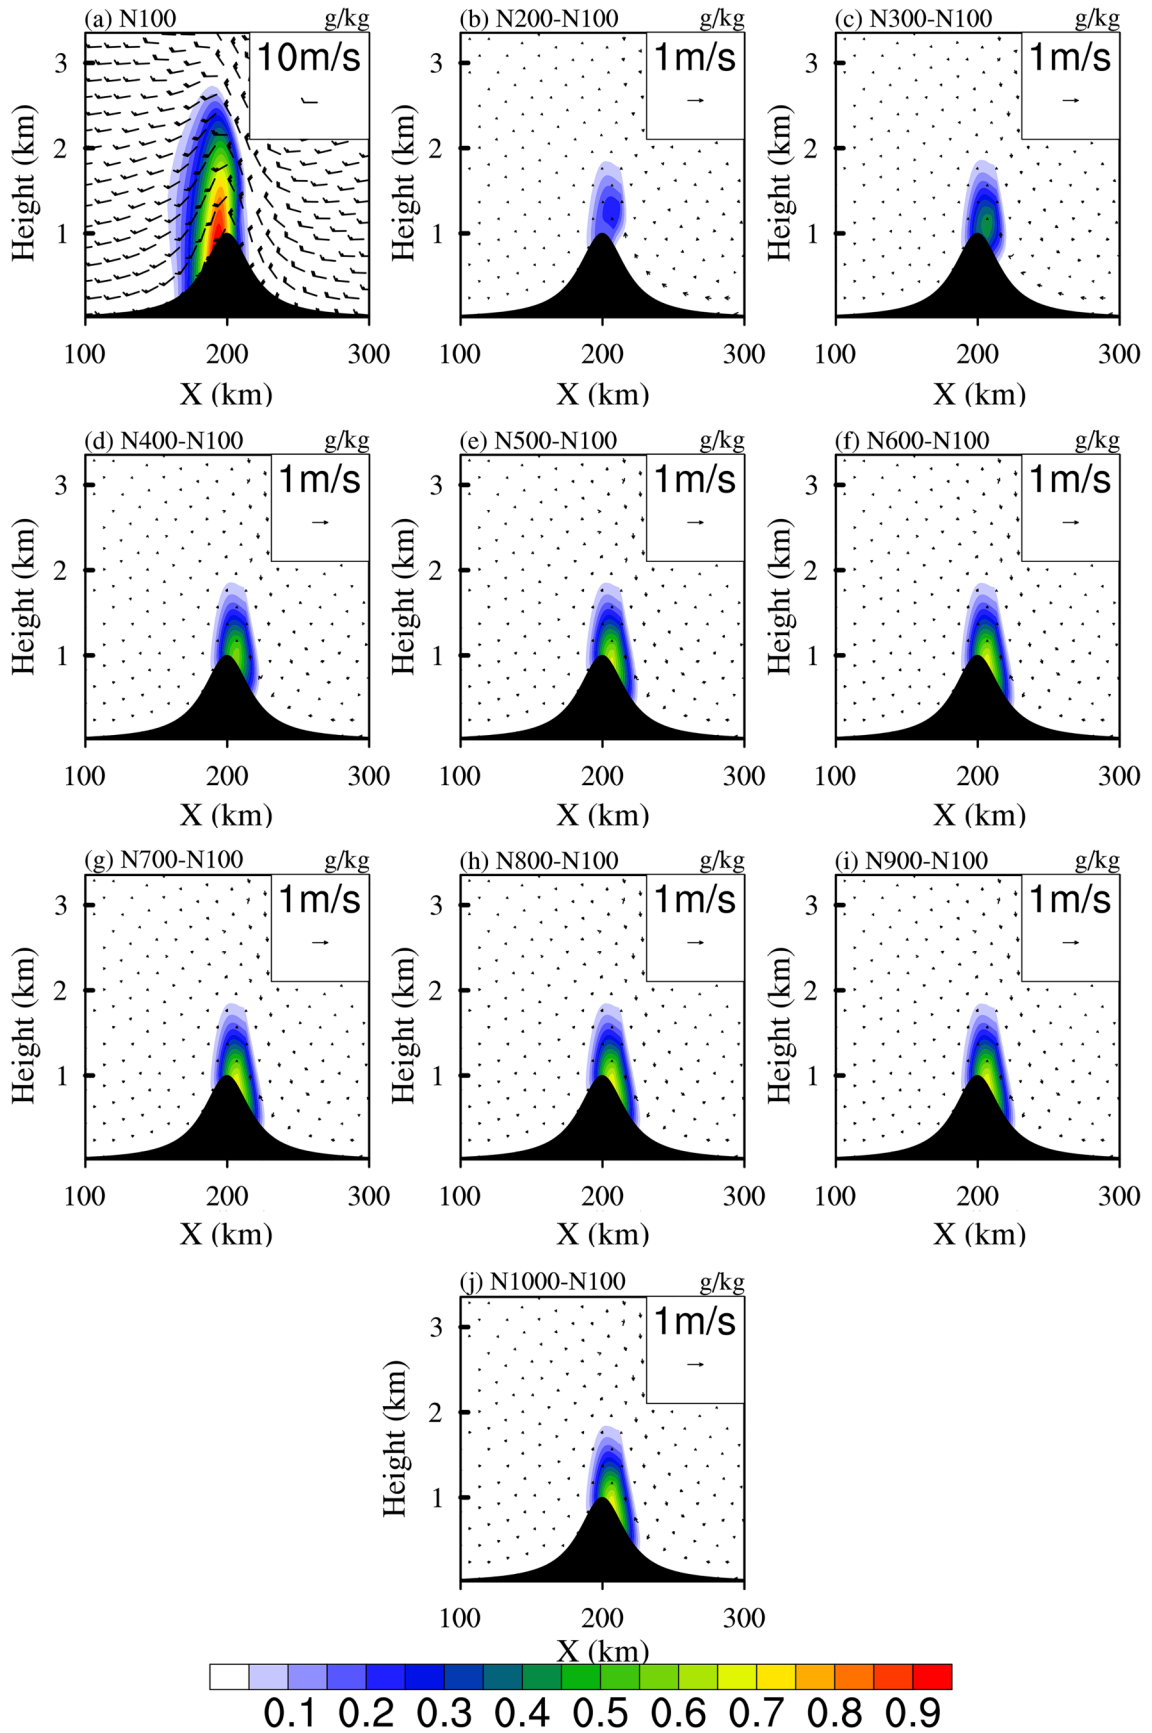 (a) N100 g/kg (b) N200-N100 g/kg (c) N300-N100 g/kg
10m/s 1m/s 1m/s
Height (km) 3 2 1 Height (km) 3 2 1 Height (km) 3 2 1
100 200 300 100 200 300 100 200 300
X (km) X (km) X (km)
(d) N400-N100 g/kg (e) N500-N100 g/kg (f) N600-N100 g/kg
1m/s 1m/s 1m/s
Height (km) 3 2 1 Height (km) 3 2 1 Height (km) 3 2 1
100 200 300 100 200 300 100 200 300
X (km) X (km) X (km)
(g) N700-N100 g/kg (h) N800-N100 g/kg (i) N900-N100 g/kg
1m/s 1m/s 1m/s
Height (km) 3 2 1 Height (km) 3 2 1 Height (km) 3 2 1
100 200 300 100 200 300 100 200 300
X (km) X (km) X (km)
(j) N1000-N100 g/kg
1m/s
Height (km) 3 2 1
100 200 300
X (km)
0.1 0.2 0.3 0.4 0.5 0.6 0.7 0.8 0.9